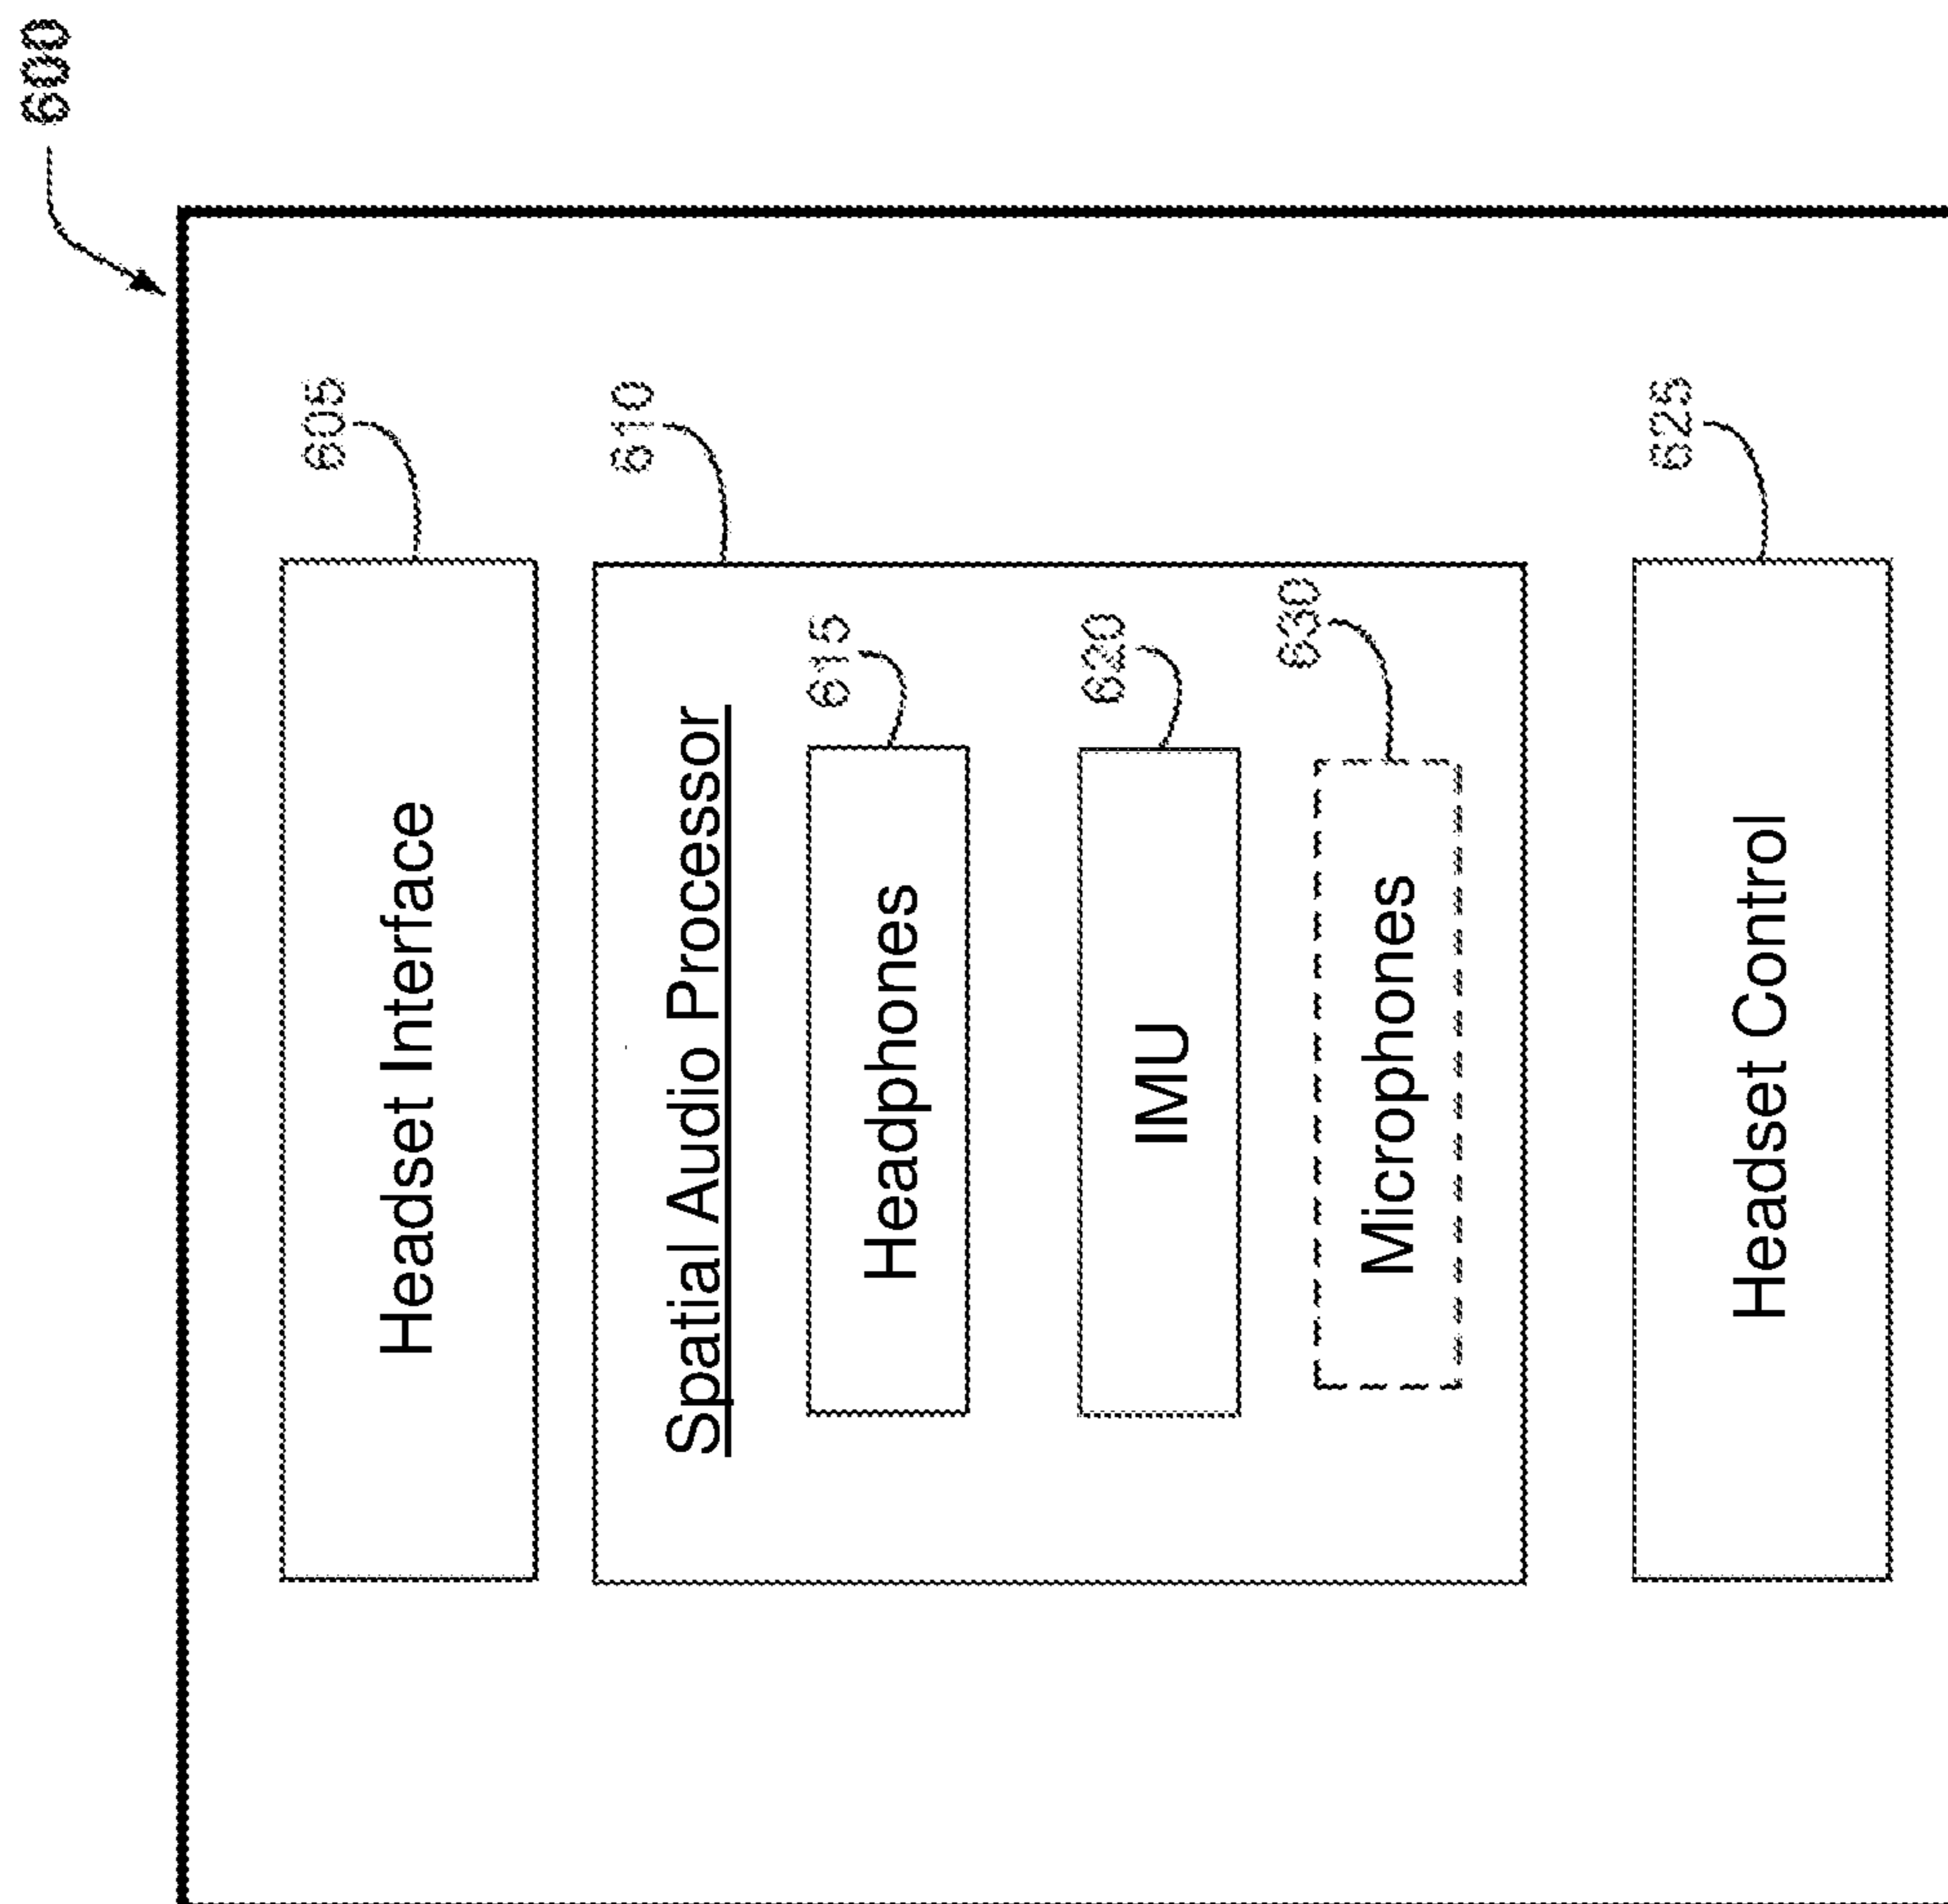 600
605
Headset Interface
610
Spatial Audio Processor
615
Headphones
620
IMU
630
Microphones
625
Headset Control